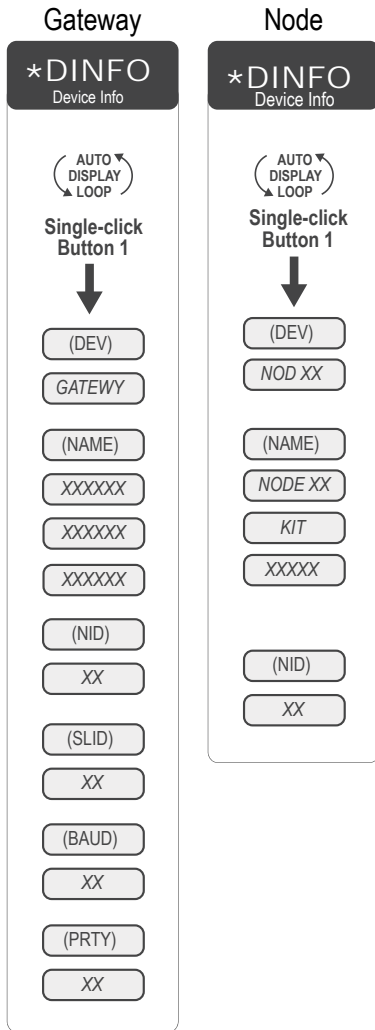 Gateway
*DINFO
Device Info
AUTO
DISPLAY
LOOP
Single-click
Button 1
(DEV)
GATEWY
(NAME)
XXXXXX
XXXXXX
XXXXXX
(NID)
XX
(SLID)
XX
(BAUD)
XX
(PRTY)
XX
Node
*DINFO
Device Info
AUTO
DISPLAY
LOOP
Single-click
Button 1
(DEV)
NOD XX
(NAME)
NODE XX
KIT
XXXXX
(NID)
XX